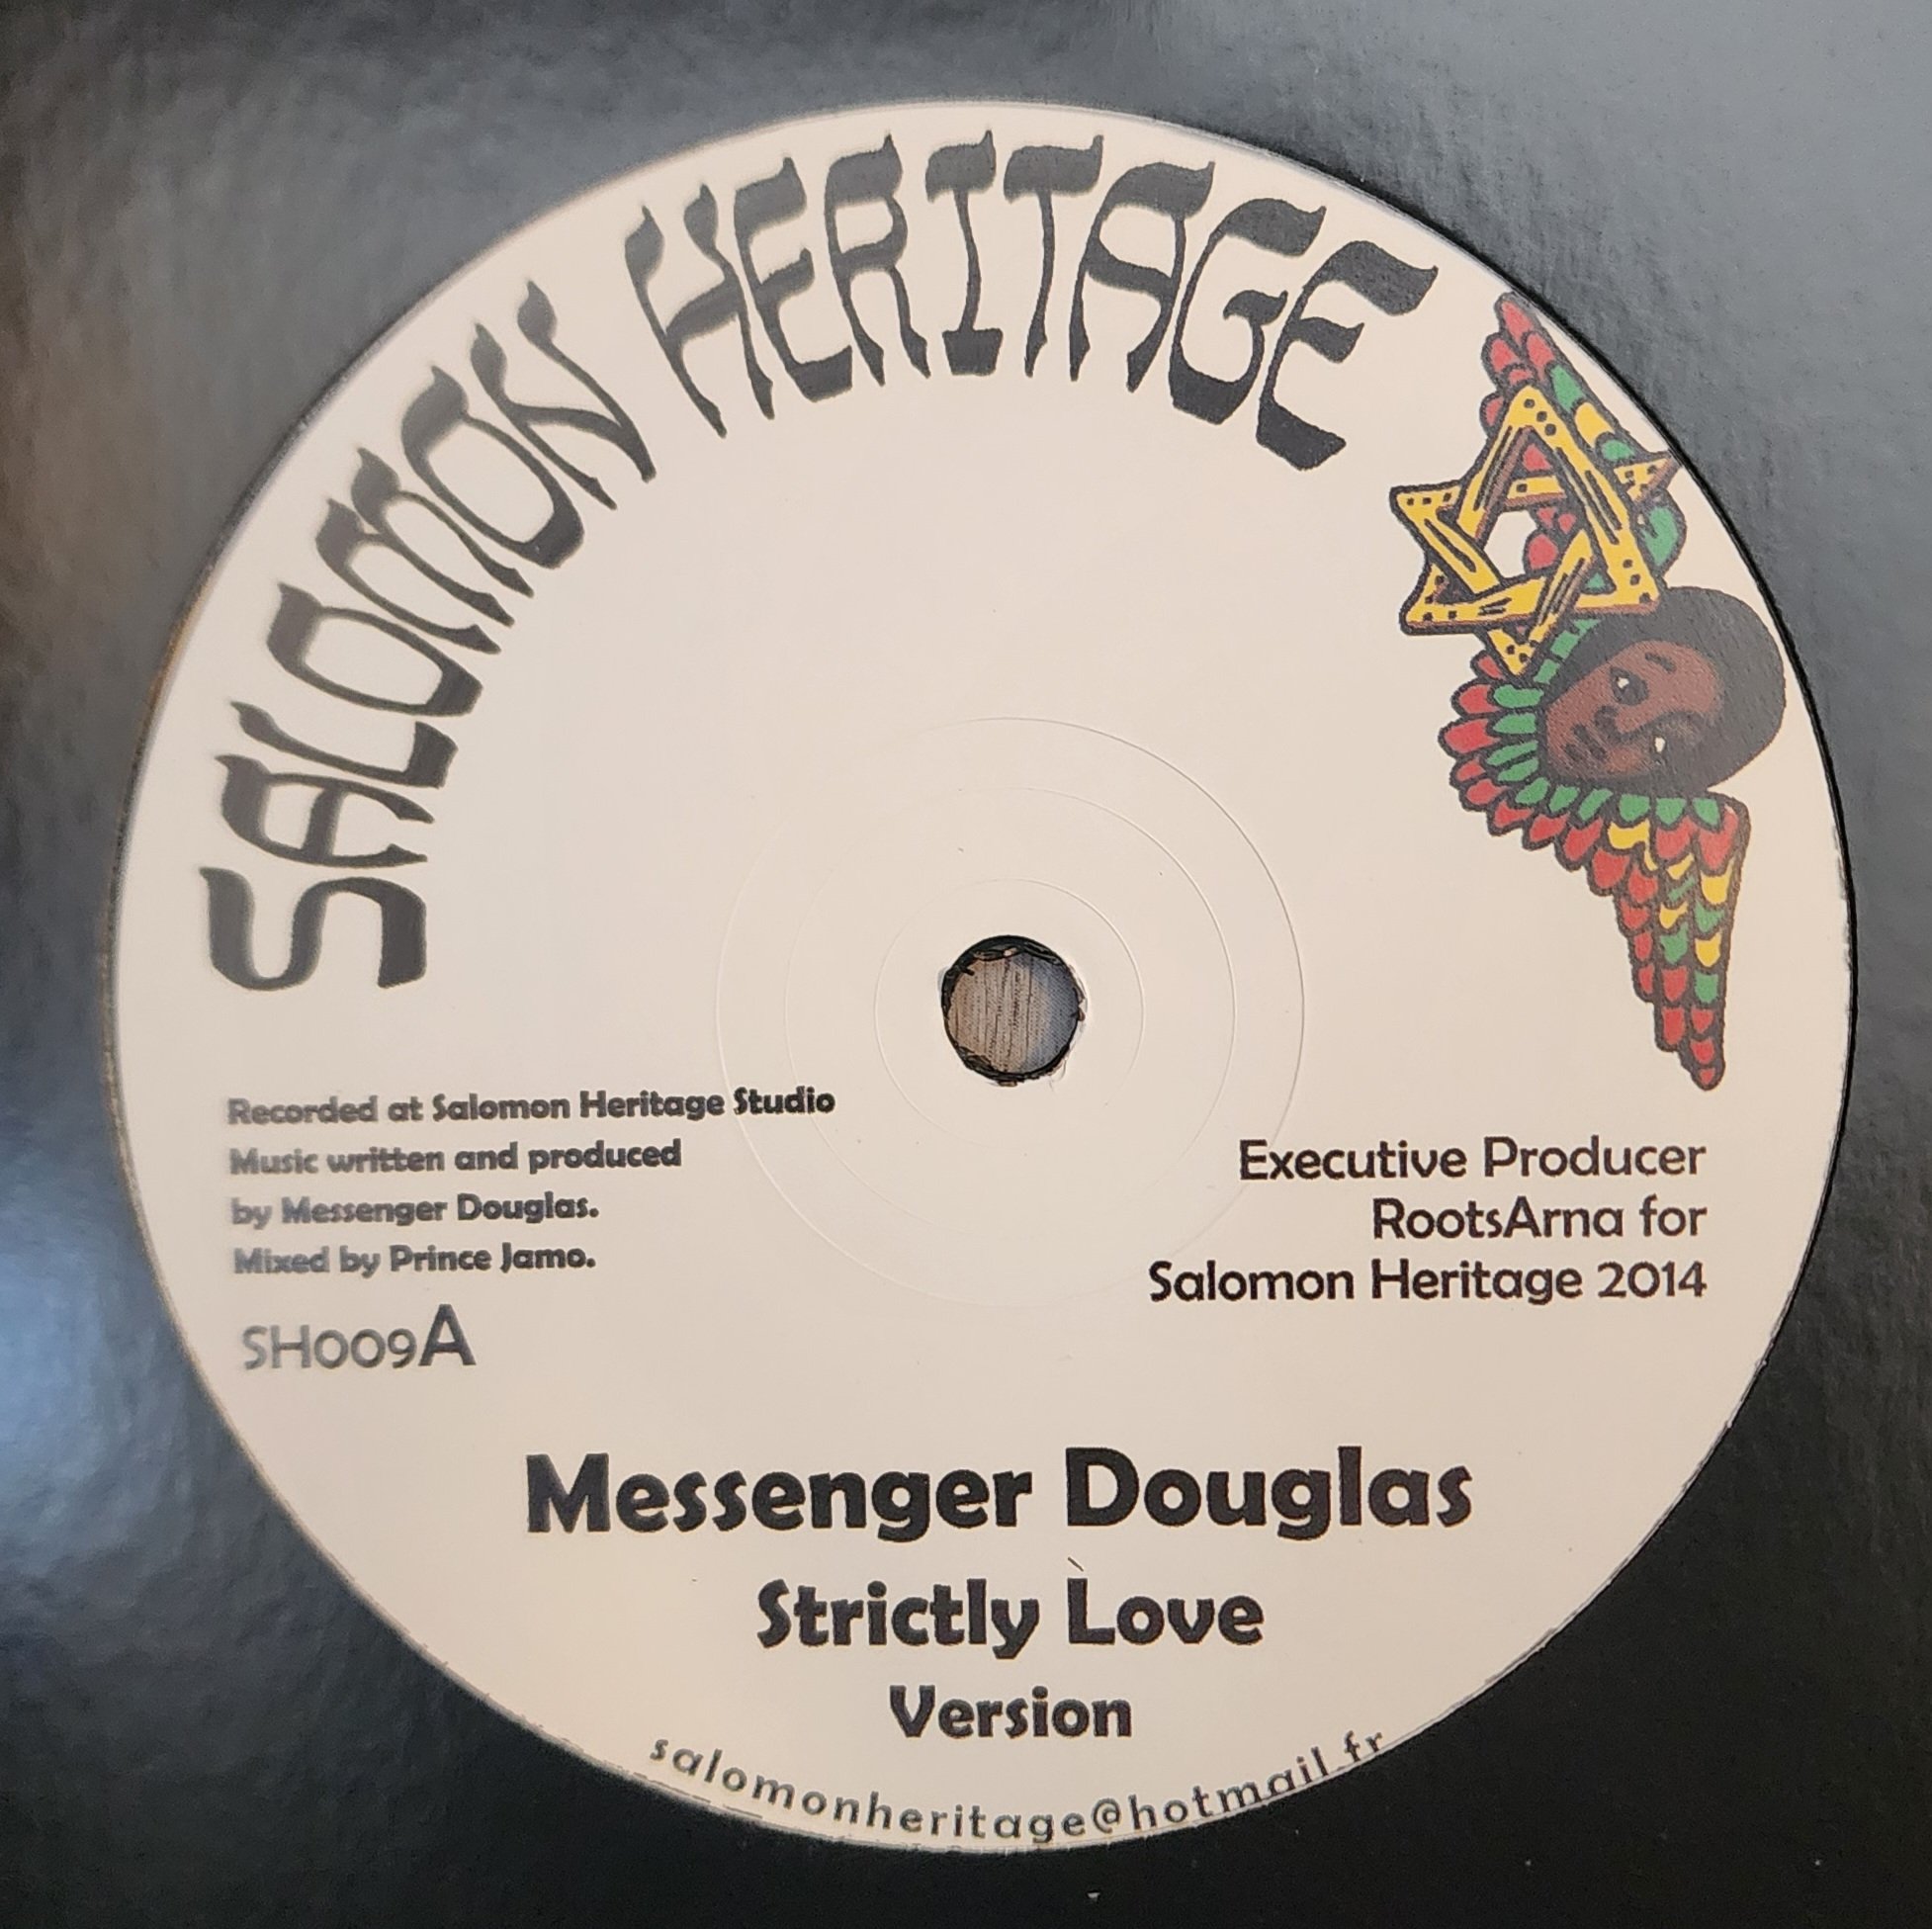 SALOMON HERITAGE
Recorded at Salomon Heritage Studio
Music written and produced
by Messenger Douglas.
Mixed by Prince Jamo.
SH009A
Executive Producer
RootsArna for
Salomon Heritage 2014
Messenger Douglas
Strictly Love
Version
salomonheritage@hotmail.fr